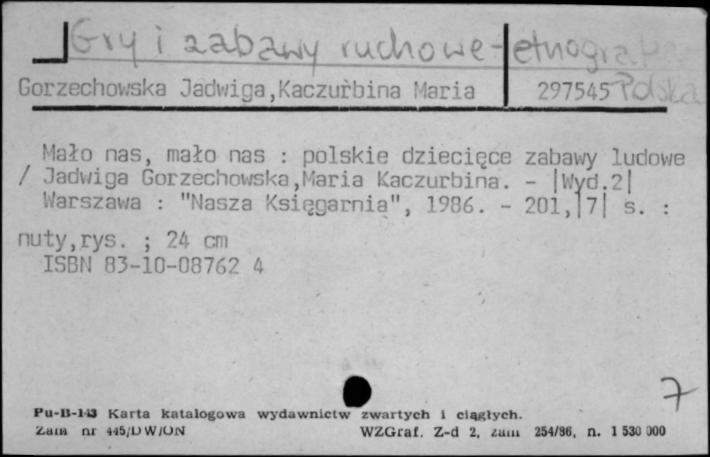 Gry i zabawy ruchowe - etnografia
Gorzechowska Jadwiga,Kaczurbina Maria 297545 Polska
Mało nas, mało nas : polskie dziecięce zabawy ludowe
/ Jadwiga Gorzechowska,Maria Kaczurbina. - |Wyd.2|
Warszawa : "Nasza Księgarnia", 1986. - 201,|7| s. :
nuty,rys. ; 24 cm
ISBN 83-10-08762 4
7
Pu-B-143 Karta katalogowa wydawnictw zwartych i ciągłych.
Zam nr 445/DW/ON WZGraf. Z-d 2, zam 254/86, n. 1 530 000